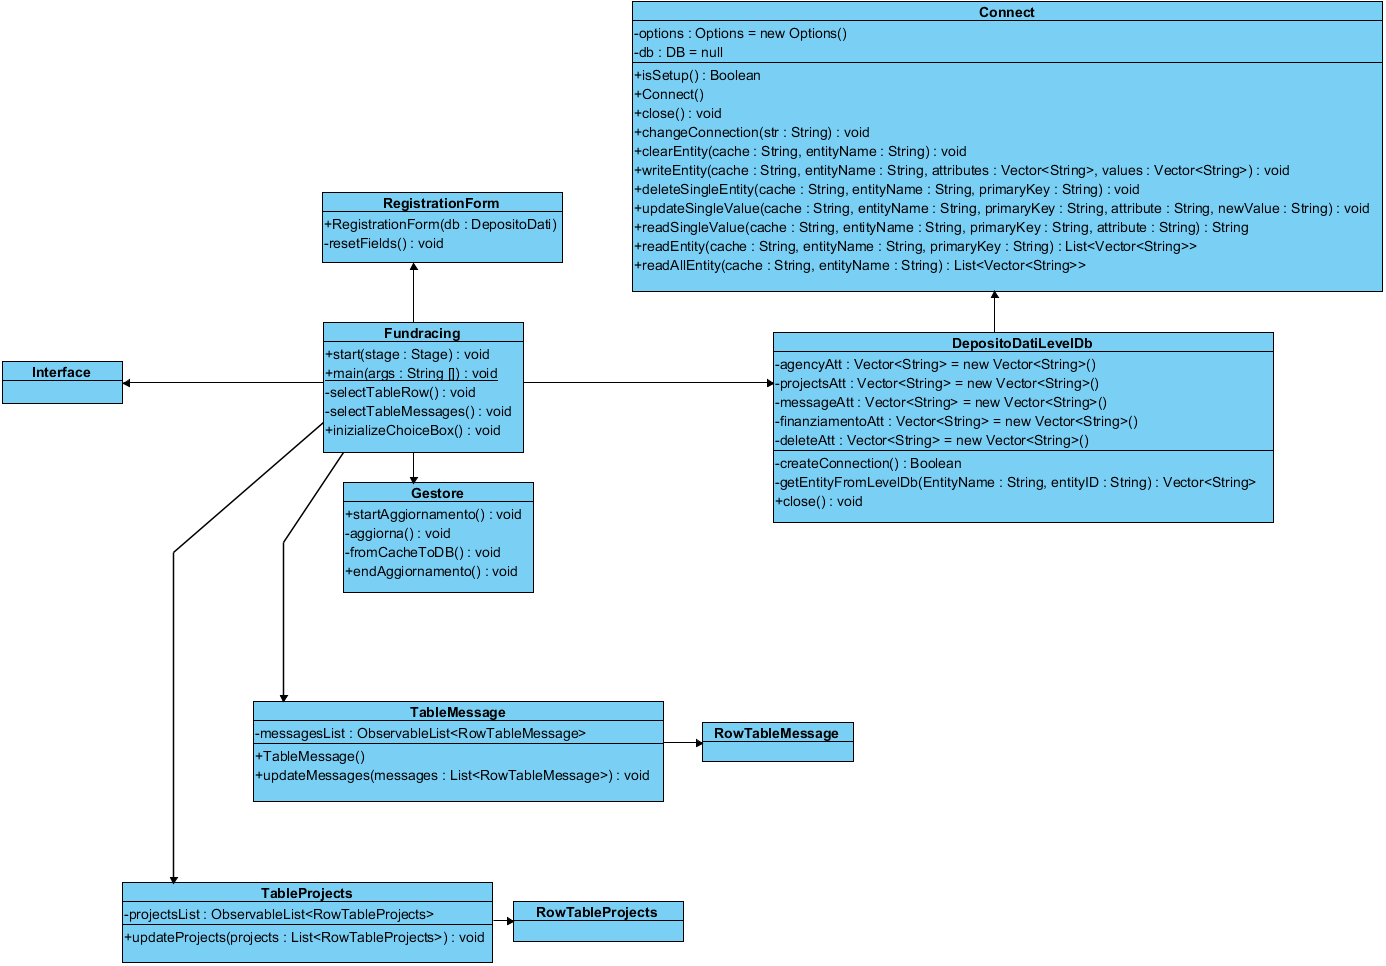 Connect
-options : Options = new Options()
-db : DB = null
+isSetup() : Boolean
+Connect()
+close() : void
+changeConnection(str : String) : void
+clearEntity(cache : String, entityName : String) : void
+writeEntity(cache : String, entityName : String, attributes : Vector<String>, values : Vector<String>) : void
+deleteSingleEntity(cache : String, entityName : String, primaryKey : String) : void
+updateSingleValue(cache : String, entityName : String, primaryKey : String, attribute : String, newValue : String) : void
+readSingleValue(cache : String, entityName : String, primaryKey : String, attribute : String) : String
+readEntity(cache : String, entityName : String, primaryKey : String) : List<Vector<String>>
+readAllEntity(cache : String, entityName : String) : List<Vector<String>>
RegistrationForm
+RegistrationForm(db : DepositoDati)
-resetFields() : void
Fundracing
+start(stage : Stage) : void
+main(args : String []) : void
-selectTableRow() : void
-selectTableMessages() : void
+inizializeChoiceBox() : void
Interface
DepositoDatiLevelDb
-agencyAtt : Vector<String> = new Vector<String>()
-projectsAtt : Vector<String> = new Vector<String>()
-messageAtt : Vector<String> = new Vector<String>()
-finanziamentoAtt : Vector<String> = new Vector<String>()
-deleteAtt : Vector<String> = new Vector<String>()
-createConnection() : Boolean
-getEntityFromLevelDb(EntityName : String, entityID : String) : Vector<String>
+close() : void
Gestore
+startAggiornamento() : void
-aggiorna() : void
-fromCacheToDB() : void
+endAggiornamento() : void
TableMessage
-messagesList : ObservableList<RowTableMessage>
+TableMessage()
+updateMessages(messages : List<RowTableMessage>) : void
RowTableMessage
TableProjects
-projectsList : ObservableList<RowTableProjects>
+updateProjects(projects : List<RowTableProjects>) : void
RowTableProjects